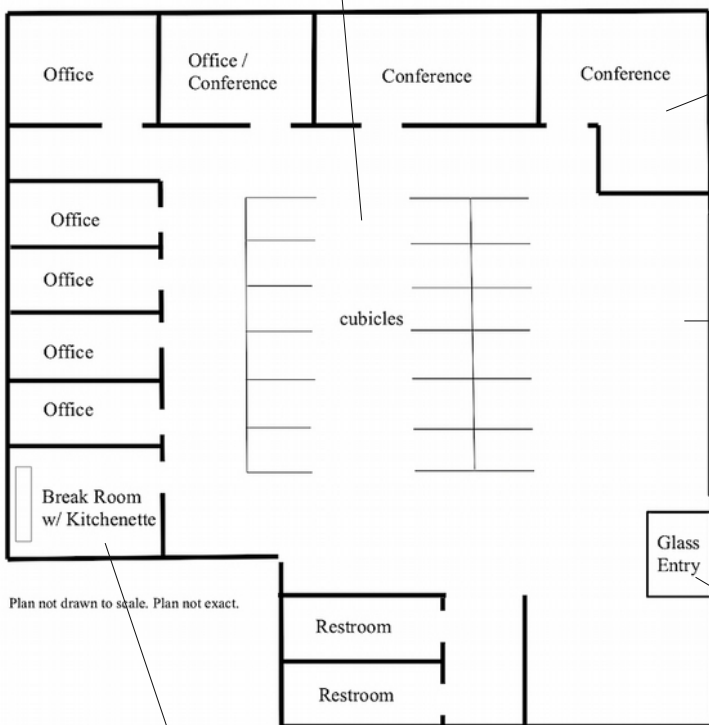 Office
Office /
Conference
Conference
Conference
Office
Office
cubicles
Office
Office
Break Room
w/ Kitchenette
Glass
Entry
Plan not drawn to scale. Plan not exact.
Restroom
Restroom